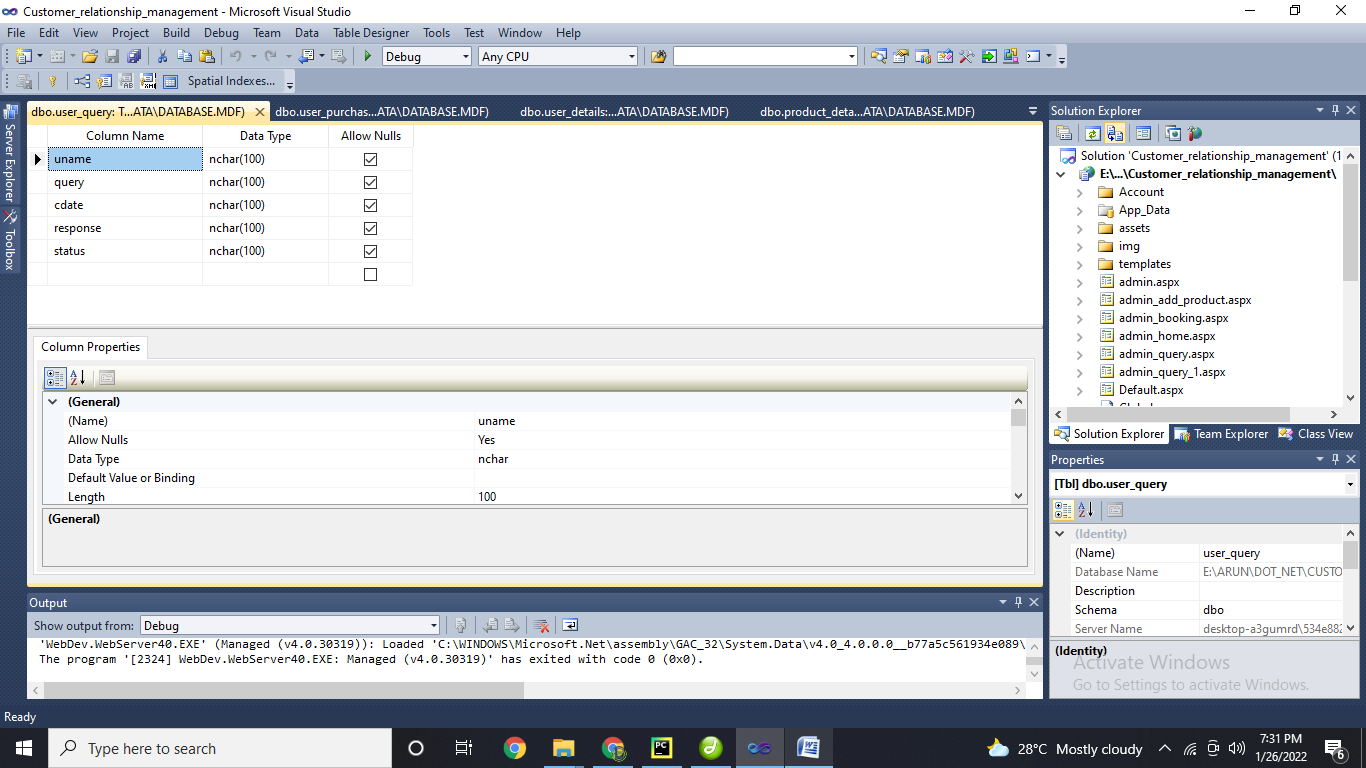 Customer_relationship_management - Microsoft Visual Studio
File Edit View Project Build Debug Team Data Table Designer Tools Test Window Help
Debug Any CPU
Spatial Indexes...
dbo.user_query: T...ATA\DATABASE.MDF) dbo.user_purchas...ATA\DATABASE.MDF) dbo.user_details:...ATA\DATABASE.MDF) dbo.product_deta...ATA\DATABASE.MDF)
Server Explorer
Toolbox
Column Name Data Type Allow Nulls
uname nchar(100)
query nchar(100)
cdate nchar(100)
response nchar(100)
status nchar(100)
Column Properties
(General)
(Name) uname
Allow Nulls Yes
Data Type nchar
Default Value or Binding
Length 100
(General)
Output
Show output from: Debug
'WebDev.WebServer40.EXE' (Managed (v4.0.30319)): Loaded 'C:\WINDOWS\Microsoft.Net\assembly\GAC_32\System.Data\v4.0_4.0.0.0__b77a5c561934e089\
The program '[2324] WebDev.WebServer40.EXE: Managed (v4.0.30319)' has exited with code 0 (0x0).
Solution Explorer
Solution 'Customer_relationship_management' (1
E:\...\Customer_relationship_management\
Account
App_Data
assets
img
templates
admin.aspx
admin_add_product.aspx
admin_booking.aspx
admin_home.aspx
admin_query.aspx
admin_query_1.aspx
Default.aspx
Solution Explorer Team Explorer Class View
Properties
[Tbl] dbo.user_query
(Identity)
(Name) user_query
Database Name E:\ARUN\DOT_NET\CUSTO
Description
Schema dbo
Server Name desktop-a3gumrd\534e882
(Identity)
Activate Windows
Go to Settings to activate Windows.
Ready
Type here to search
28°C Mostly cloudy
7:31 PM
1/26/2022
6